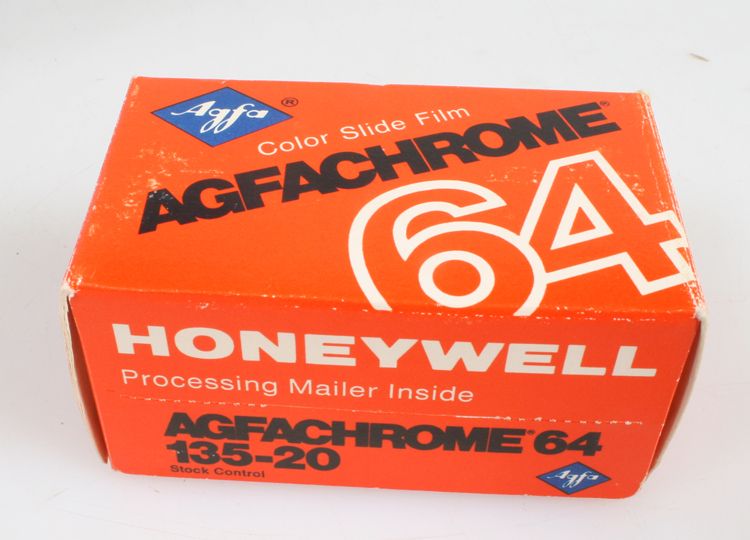 Agfa®
Color Slide Film
AGFACHROME®
64
HONEYWELL
Processing Mailer Inside
AGFACHROME® 64
135-20
Stock Control
Agfa